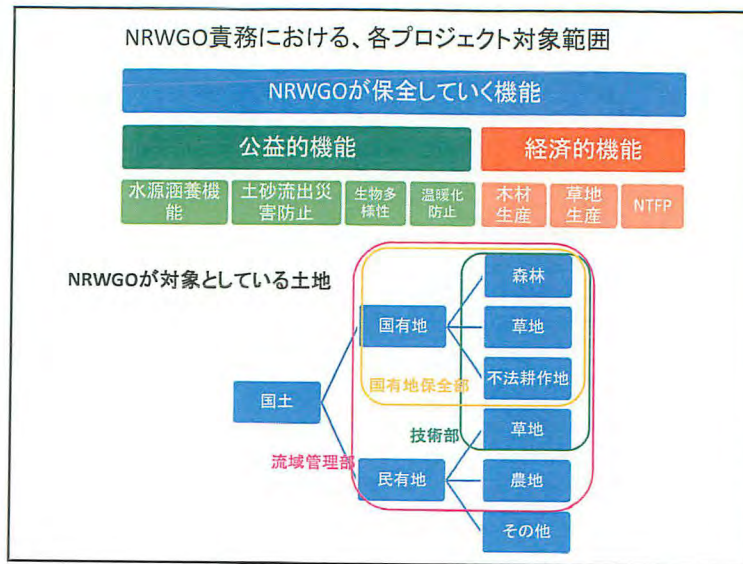 NRWGO責務における、各プロジェクト対象範囲
NRWGOが保全していく機能
公益的機能
経済的機能
水源涵養機
能
土砂流出災
害防止
生物多
様性
温暖化
防止
木材
生産
草地
生産
NTFP
NRWGOが対象としている土地
森林
国有地
草地
国有地保全部
不法耕作地
国土
技術部
草地
流域管理部
民有地
農地
その他